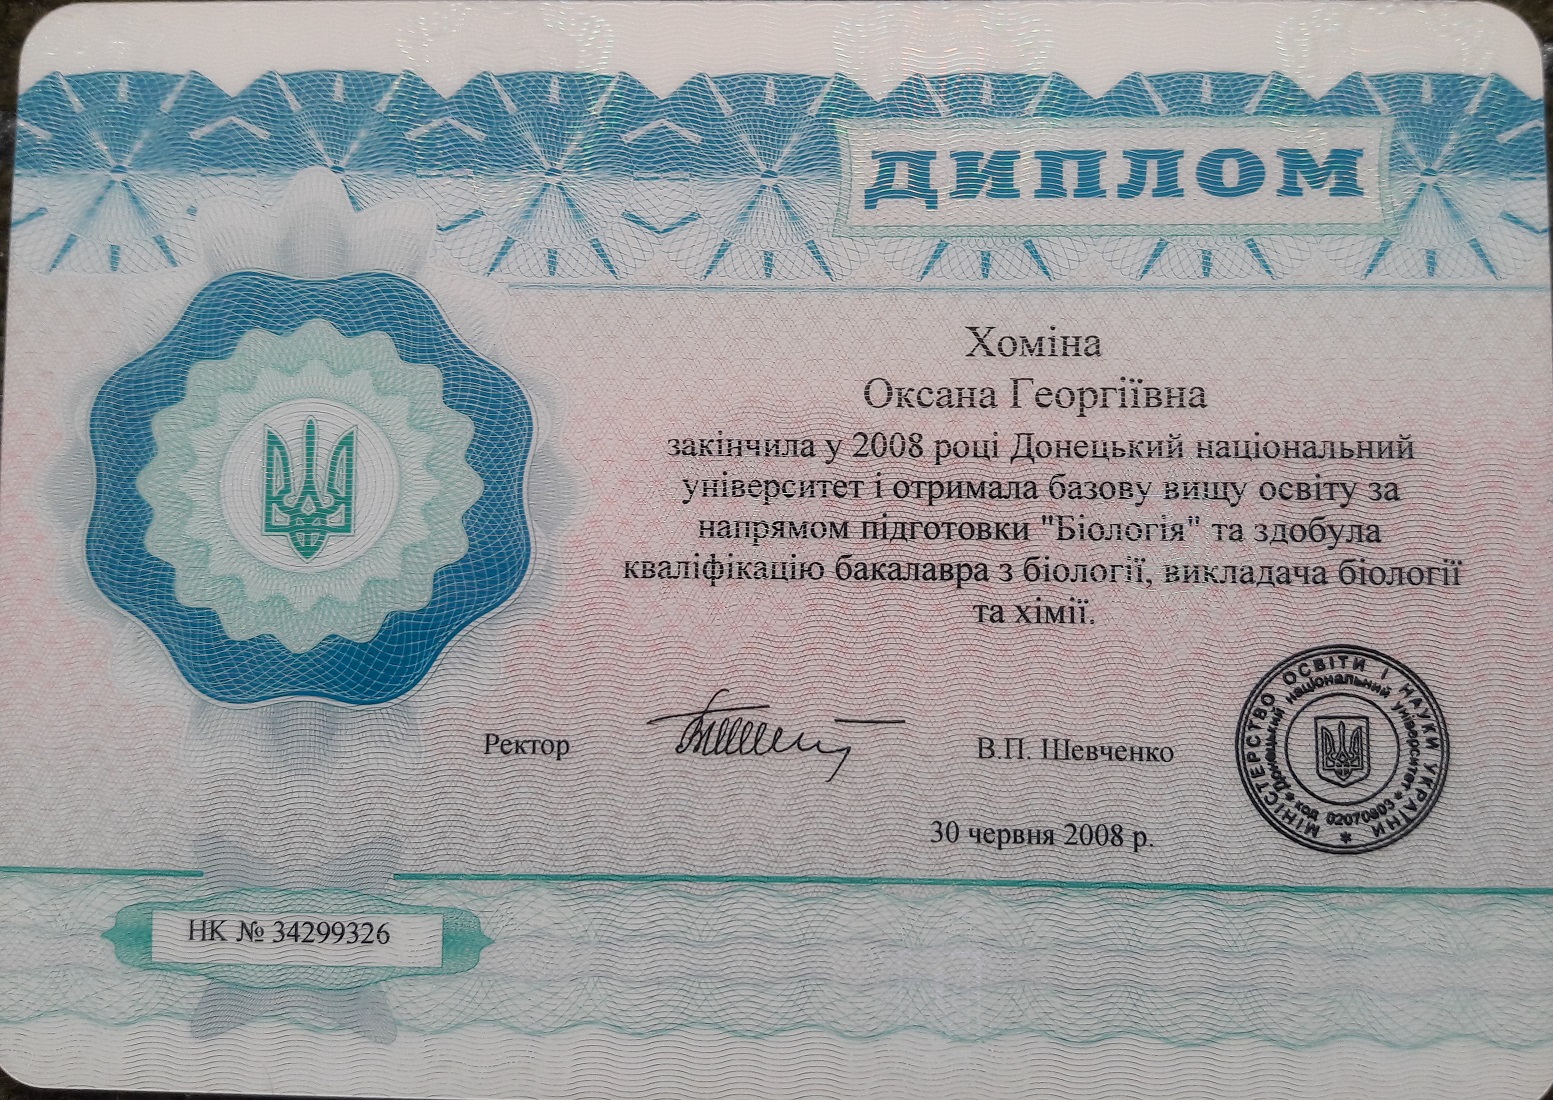 ДИПЛОМ
Хоміна
Оксана Георгіївна
закінчила у 2008 році Донецький національний
університет і отримала базову вищу освіту за
напрямом підготовки "Біологія" та здобула
кваліфікацію бакалавра з біології, викладача біології
та хімії.
Ректор В.П. Шевченко
МІНІСТЕРСТВО ОСВІТИ І НАУКИ УКРАЇНИ
Донецький національний університет
код 02070803
30 червня 2008 р.
НК № 34299326